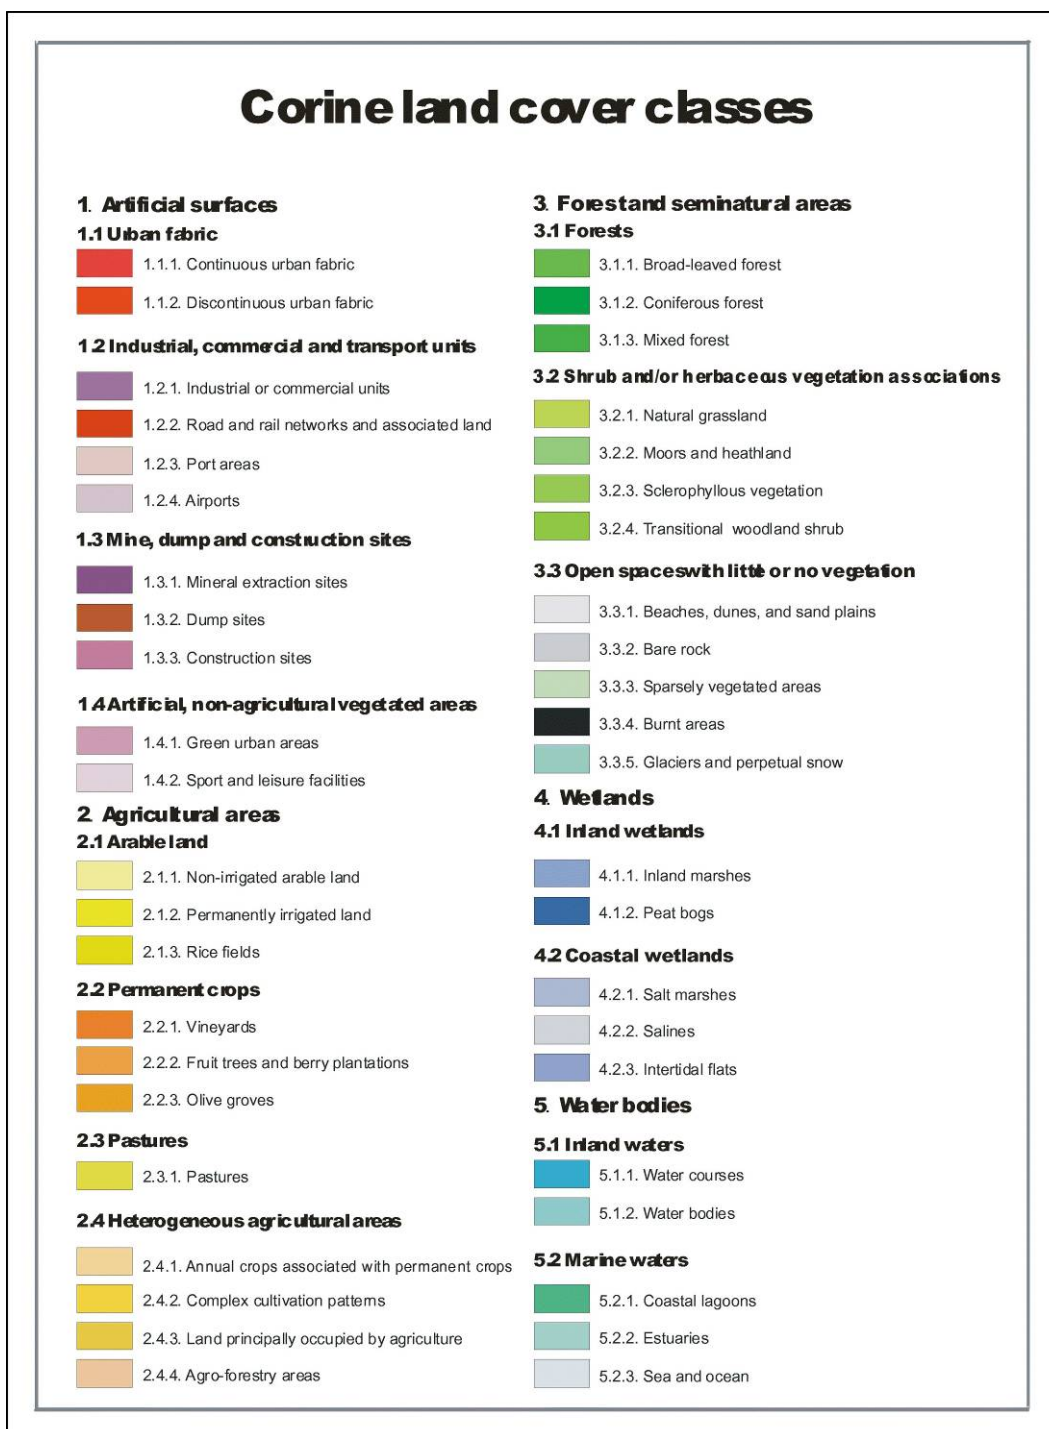 Corine land cover classes
1. Artificial surfaces
1.1 Urban fabric
1.1.1. Continuous urban fabric
1.1.2. Discontinuous urban fabric
1.2 Industrial, commercial and transport units
1.2.1. Industrial or commercial units
1.2.2. Road and rail networks and associated land
1.2.3. Port areas
1.2.4. Airports
1.3 Mine, dump and construction sites
1.3.1. Mineral extraction sites
1.3.2. Dump sites
1.3.3. Construction sites
1.4 Artificial, non-agricultural vegetated areas
1.4.1. Green urban areas
1.4.2. Sport and leisure facilities
2. Agricultural areas
2.1 Arable land
2.1.1. Non-irrigated arable land
2.1.2. Permanently irrigated land
2.1.3. Rice fields
2.2 Permanent crops
2.2.1. Vineyards
2.2.2. Fruit trees and berry plantations
2.2.3. Olive groves
2.3 Pastures
2.3.1. Pastures
2.4 Heterogeneous agricultural areas
2.4.1. Annual crops associated with permanent crops
2.4.2. Complex cultivation patterns
2.4.3. Land principally occupied by agriculture
2.4.4. Agro-forestry areas
3. Forest and seminatural areas
3.1 Forests
3.1.1. Broad-leaved forest
3.1.2. Coniferous forest
3.1.3. Mixed forest
3.2 Shrub and/or herbaceous vegetation associations
3.2.1. Natural grassland
3.2.2. Moors and heathland
3.2.3. Sclerophyllous vegetation
3.2.4. Transitional woodland shrub
3.3 Open spaces with little or no vegetation
3.3.1. Beaches, dunes, and sand plains
3.3.2. Bare rock
3.3.3. Sparsely vegetated areas
3.3.4. Burnt areas
3.3.5. Glaciers and perpetual snow
4. Wetlands
4.1 Inland wetlands
4.1.1. Inland marshes
4.1.2. Peat bogs
4.2 Coastal wetlands
4.2.1. Salt marshes
4.2.2. Salines
4.2.3. Intertidal flats
5. Water bodies
5.1 Inland waters
5.1.1. Water courses
5.1.2. Water bodies
5.2 Marine waters
5.2.1. Coastal lagoons
5.2.2. Estuaries
5.2.3. Sea and ocean